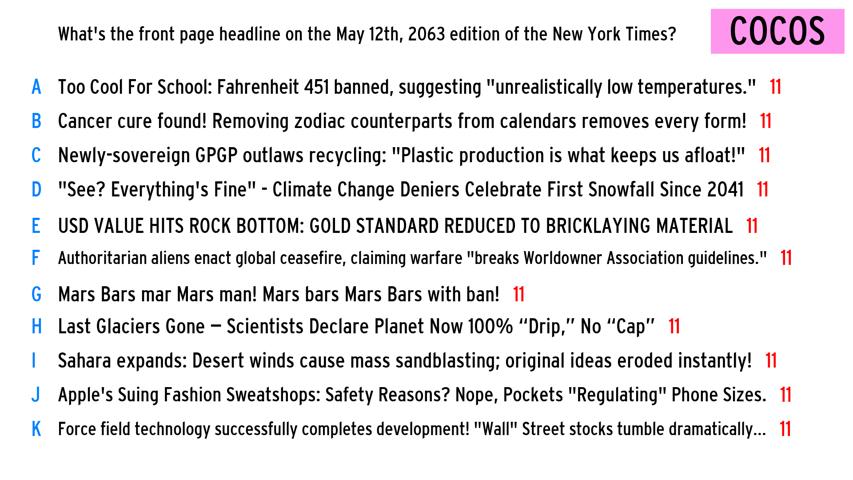 What's the front page headline on the May 12th, 2063 edition of the New York Times?
COCOS
A Too Cool For School: Fahrenheit 451 banned, suggesting "unrealistically low temperatures." 11
B Cancer cure found! Removing zodiac counterparts from calendars removes every form! 11
C Newly-sovereign GPGP outlaws recycling: "Plastic production is what keeps us afloat!" 11
D "See? Everything's Fine" - Climate Change Deniers Celebrate First Snowfall Since 2041 11
E USD VALUE HITS ROCK BOTTOM: GOLD STANDARD REDUCED TO BRICKLAYING MATERIAL 11
F Authoritarian aliens enact global ceasefire, claiming warfare "breaks Worldowner Association guidelines." 11
G Mars Bars mar Mars man! Mars bars Mars Bars with ban! 11
H Last Glaciers Gone – Scientists Declare Planet Now 100% “Drip,” No “Cap” 11
I Sahara expands: Desert winds cause mass sandblasting; original ideas eroded instantly! 11
J Apple's Suing Fashion Sweatshops: Safety Reasons? Nope, Pockets "Regulating" Phone Sizes. 11
K Force field technology successfully completes development! "Wall" Street stocks tumble dramatically... 11